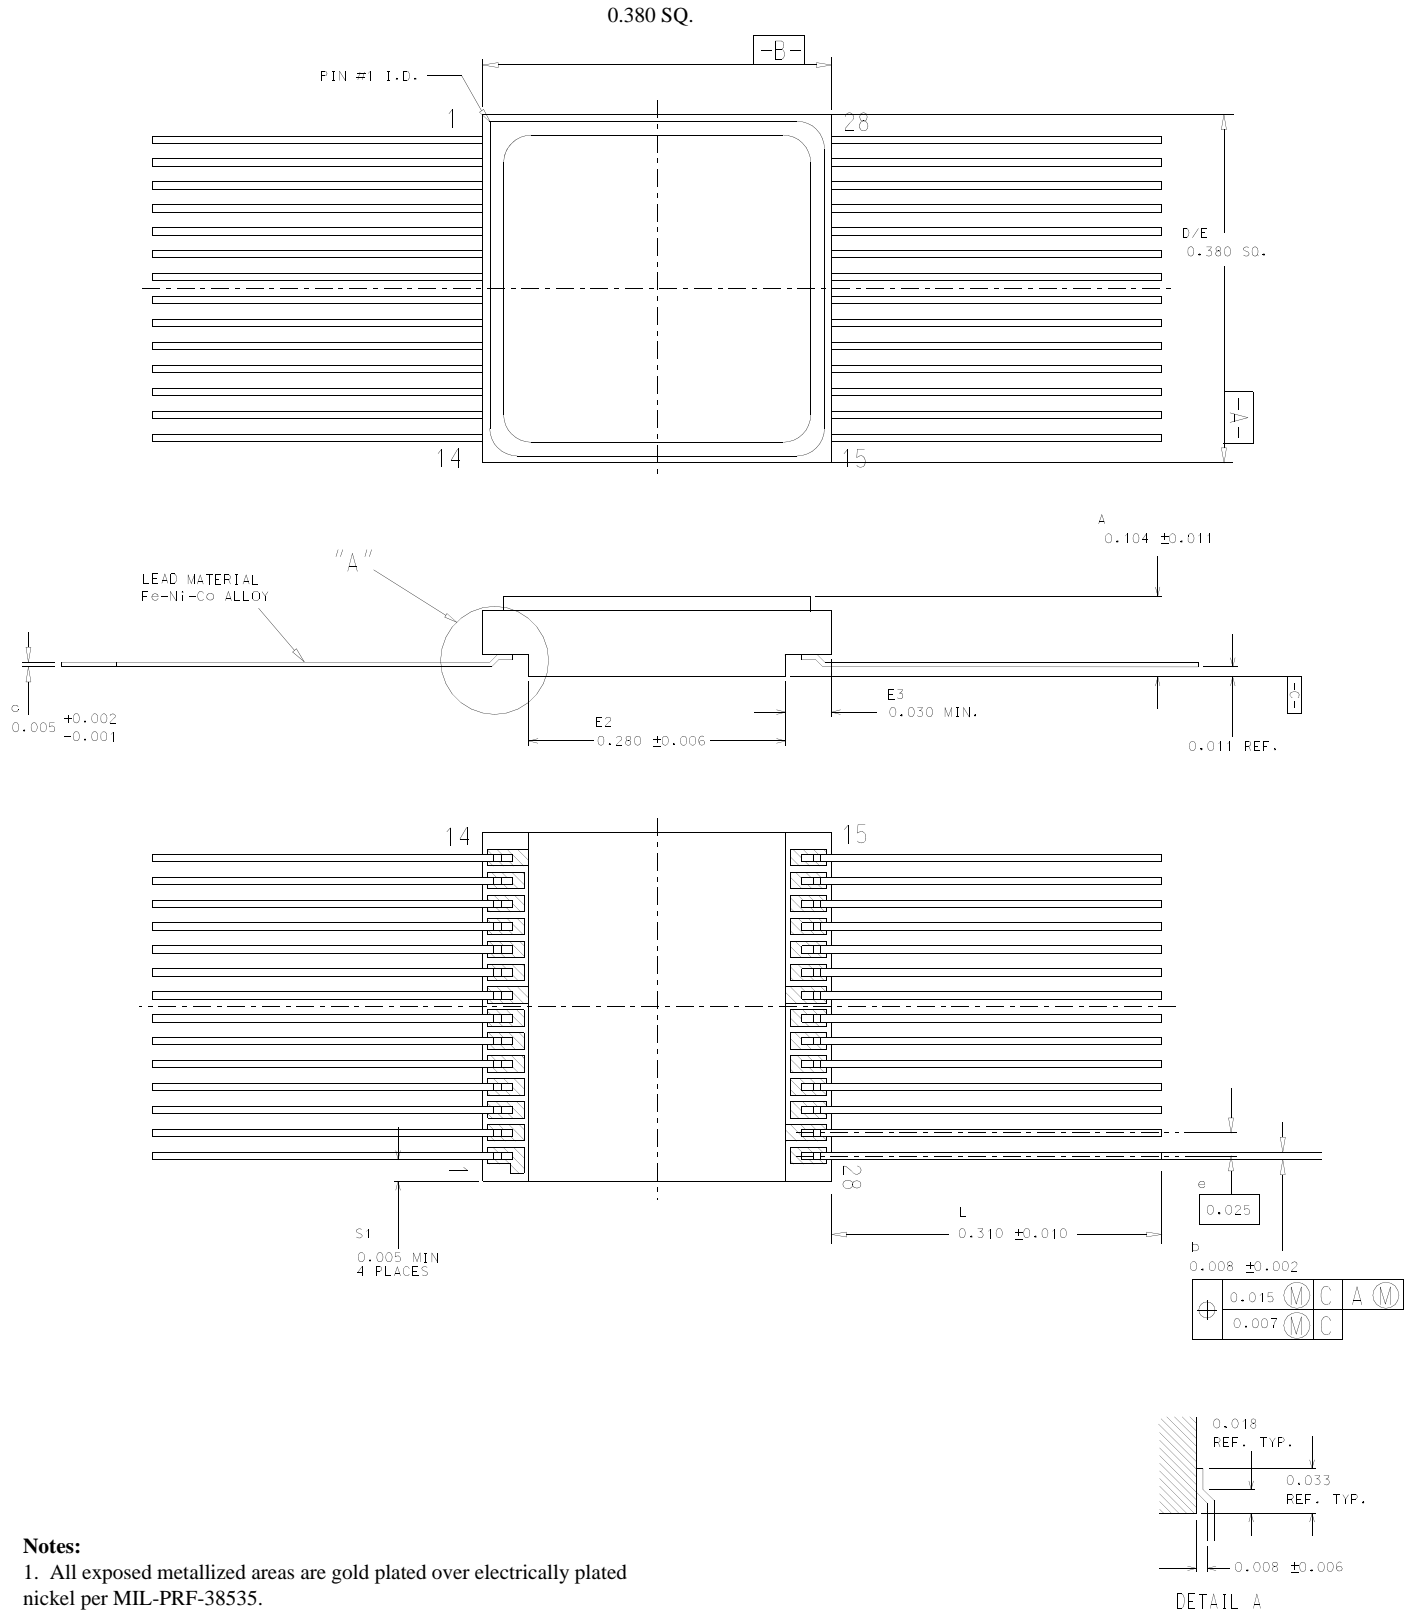 0.380 SQ.
-B-
PIN #1 I.D.
1
28
D/E
0.380 SQ.
-A-
14
15
A
0.104 ±0.011
"A"
LEAD MATERIAL
Fe-Ni-Co ALLOY
E3
0.030 MIN.
-C-
c
0.005 +0.002
-0.001
E2
0.280 ±0.006
0.011 REF.
14
15
1
28
e
0.025
S1
0.005 MIN
4 PLACES
L
0.310 ±0.010
b
0.008 ±0.002
0.015 Ⓜ C A Ⓜ
0.007 Ⓜ C
0.018
REF. TYP.
0.033
REF. TYP.
0.008 ±0.006
DETAIL A
Notes:
1. All exposed metallized areas are gold plated over electrically plated
nickel per MIL-PRF-38535.